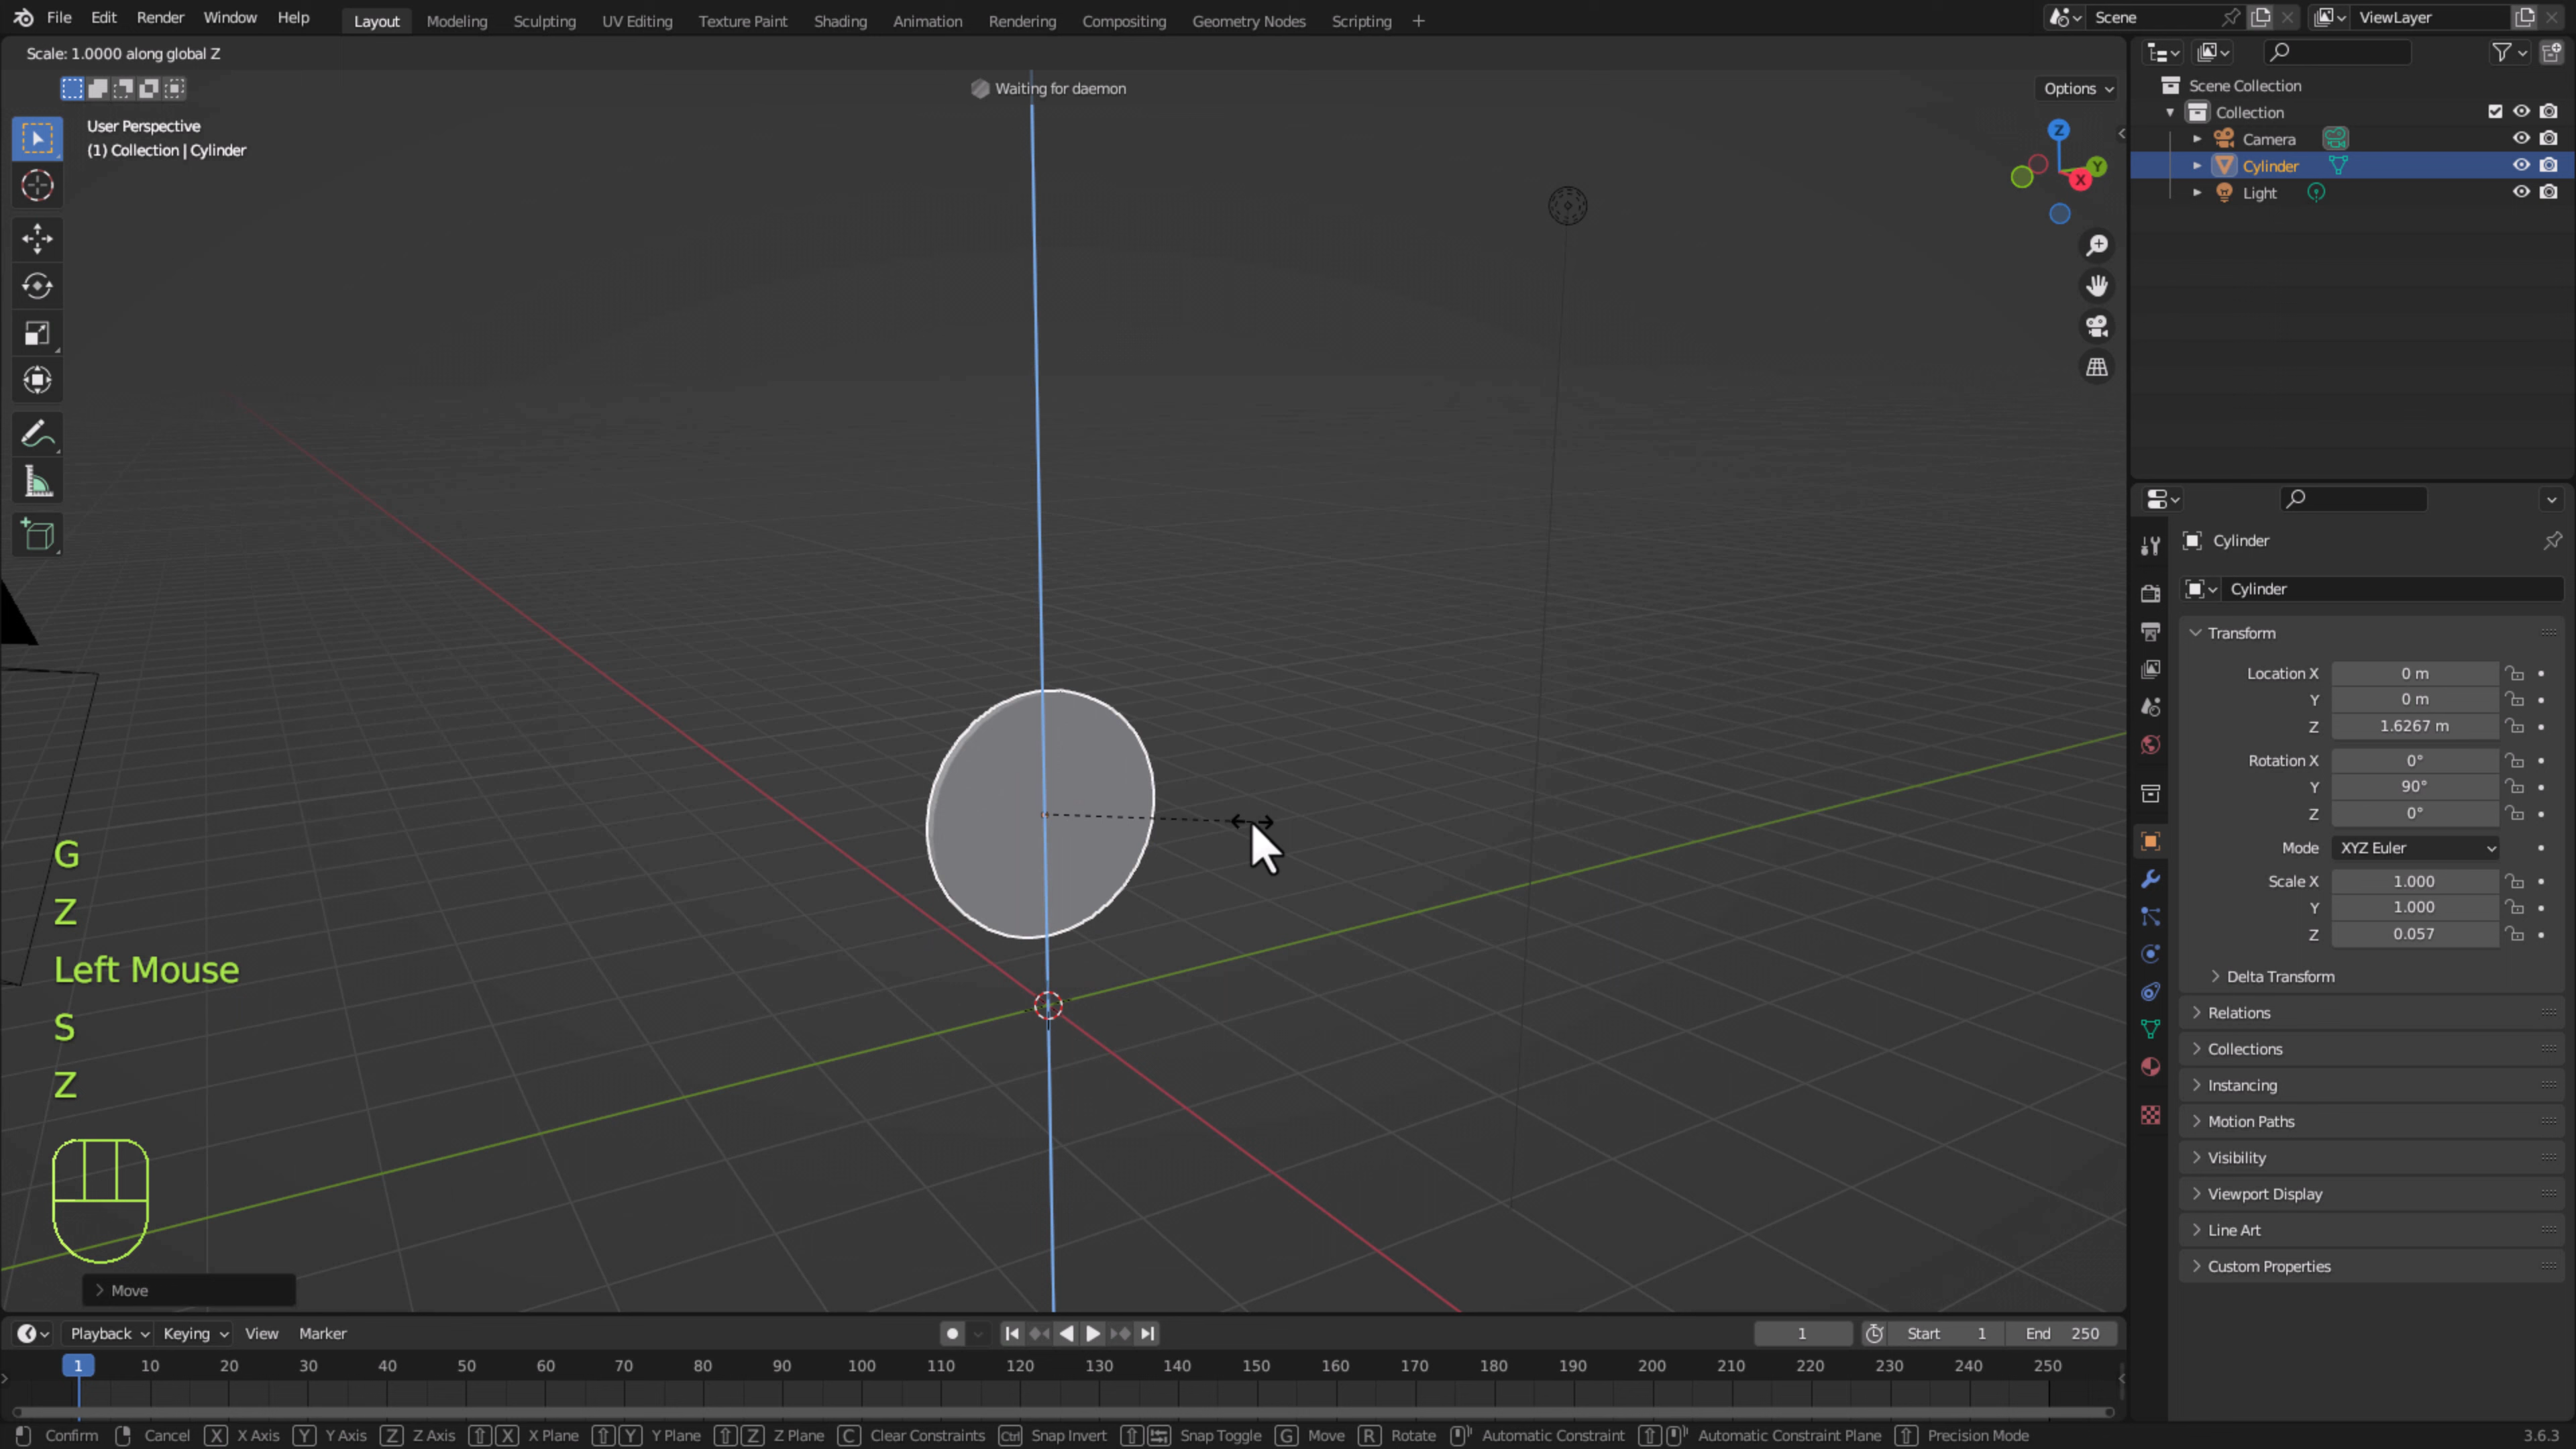 File Edit Render Window Help Layout Modeling Sculpting UV Editing Texture Paint Shading Animation Rendering Compositing Geometry Nodes Scripting + Scene ViewLayer
Scale: 1.0000 along global Z
Waiting for daemon
Options
User Perspective
(1) Collection | Cylinder
Z
Y
X
G
Z
Left Mouse
S
Z
Move
Scene Collection
Collection
Camera
Cylinder
Light
Cylinder
Cylinder
Transform
Location X 0 m
Y 0 m
Z 1.6267 m
Rotation X 0°
Y 90°
Z 0°
Mode XYZ Euler
Scale X 1.000
Y 1.000
Z 0.057
Delta Transform
Relations
Collections
Instancing
Motion Paths
Visibility
Viewport Display
Line Art
Custom Properties
Playback Keying View Marker 1 Start 1 End 250
1 10 20 30 40 50 60 70 80 90 100 110 120 130 140 150 160 170 180 190 200 210 220 230 240 250
Confirm Cancel X X Axis Y Y Axis Z Z Axis X X Plane Y Y Plane Z Z Plane C Clear Constraints Ctrl Snap Invert Snap Toggle G Move R Rotate Automatic Constraint Automatic Constraint Plane Precision Mode 3.6.3